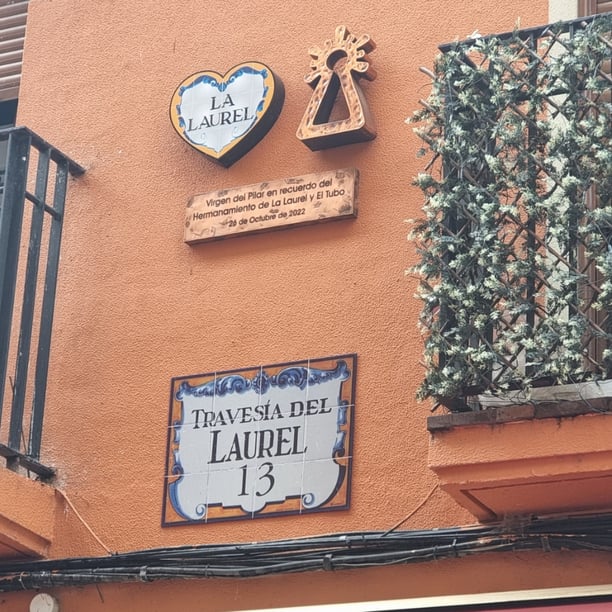 LA
LAUREL
Virgen del Pilar en recuerdo del
Hermanamiento de La Laurel y El Tubo
26 de Octubre de 2022
TRAVESÍA DEL
LAUREL
13